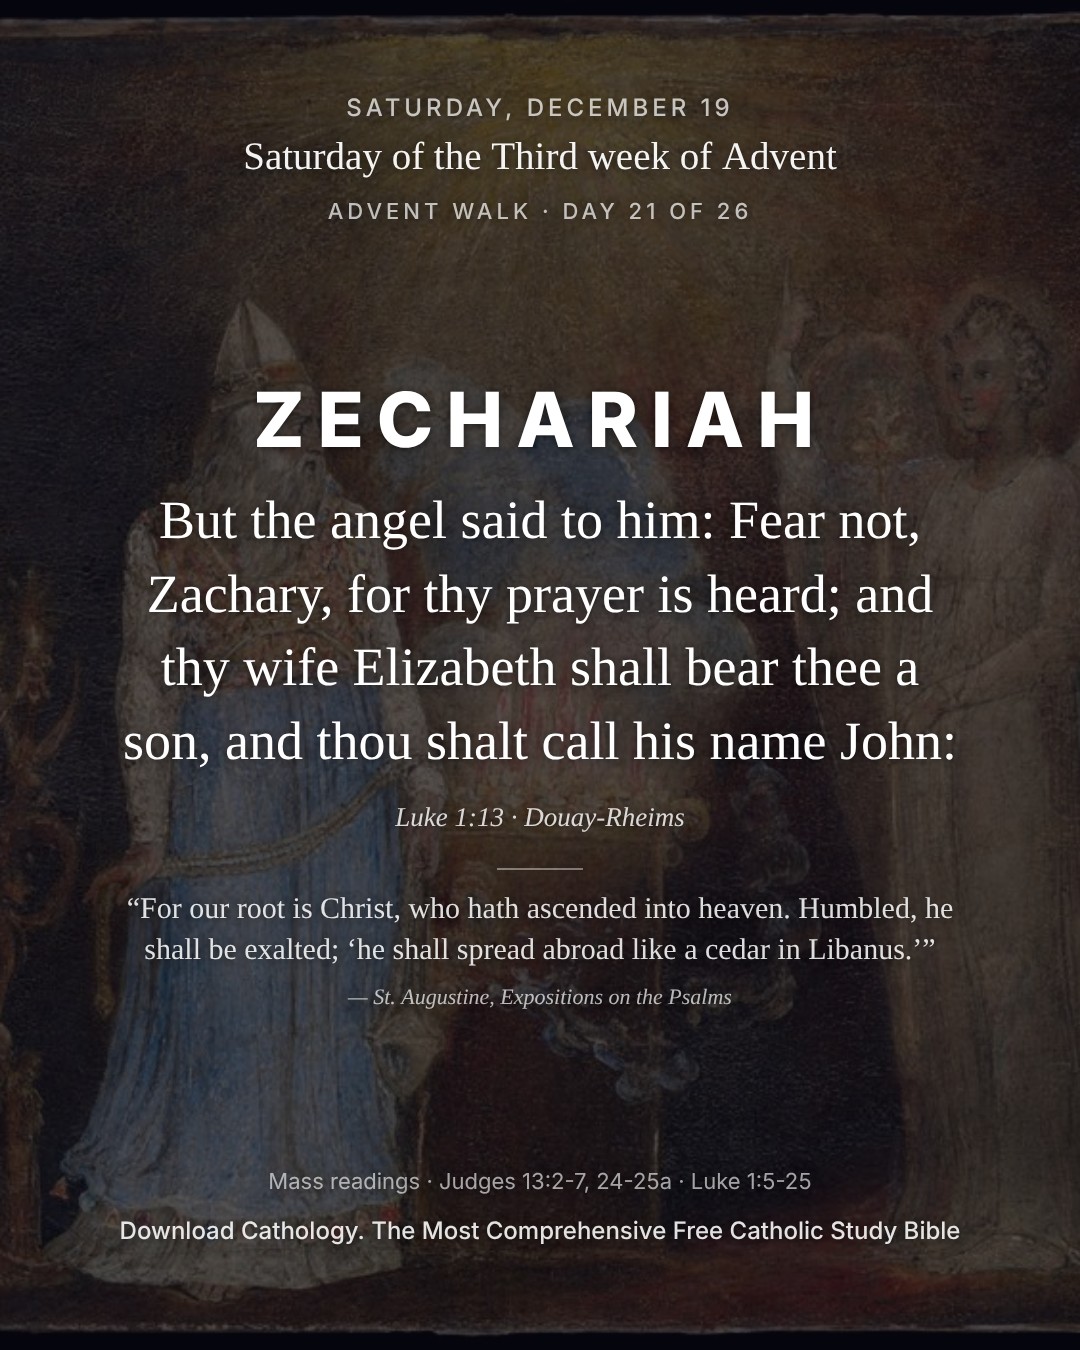 SATURDAY, DECEMBER 19
Saturday of the Third week of Advent
ADVENT WALK · DAY 21 OF 26
ZECHARIAH
But the angel said to him: Fear not,
Zachary, for thy prayer is heard; and
thy wife Elizabeth shall bear thee a
son, and thou shalt call his name John:
Luke 1:13 · Douay-Rheims
“For our root is Christ, who hath ascended into heaven. Humbled, he
shall be exalted; ‘he shall spread abroad like a cedar in Libanus.’”
— St. Augustine, Expositions on the Psalms
Mass readings · Judges 13:2-7, 24-25a · Luke 1:5-25
Download Cathology. The Most Comprehensive Free Catholic Study Bible